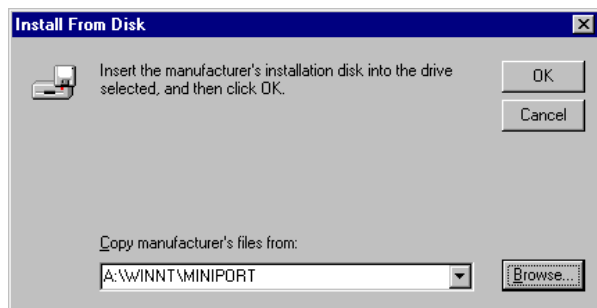 Install From Disk
Insert the manufacturer's installation disk into the drive
selected, and then click OK.
OK
Cancel
Copy manufacturer's files from:
A:\WINNT\MINIPORT
Browse...